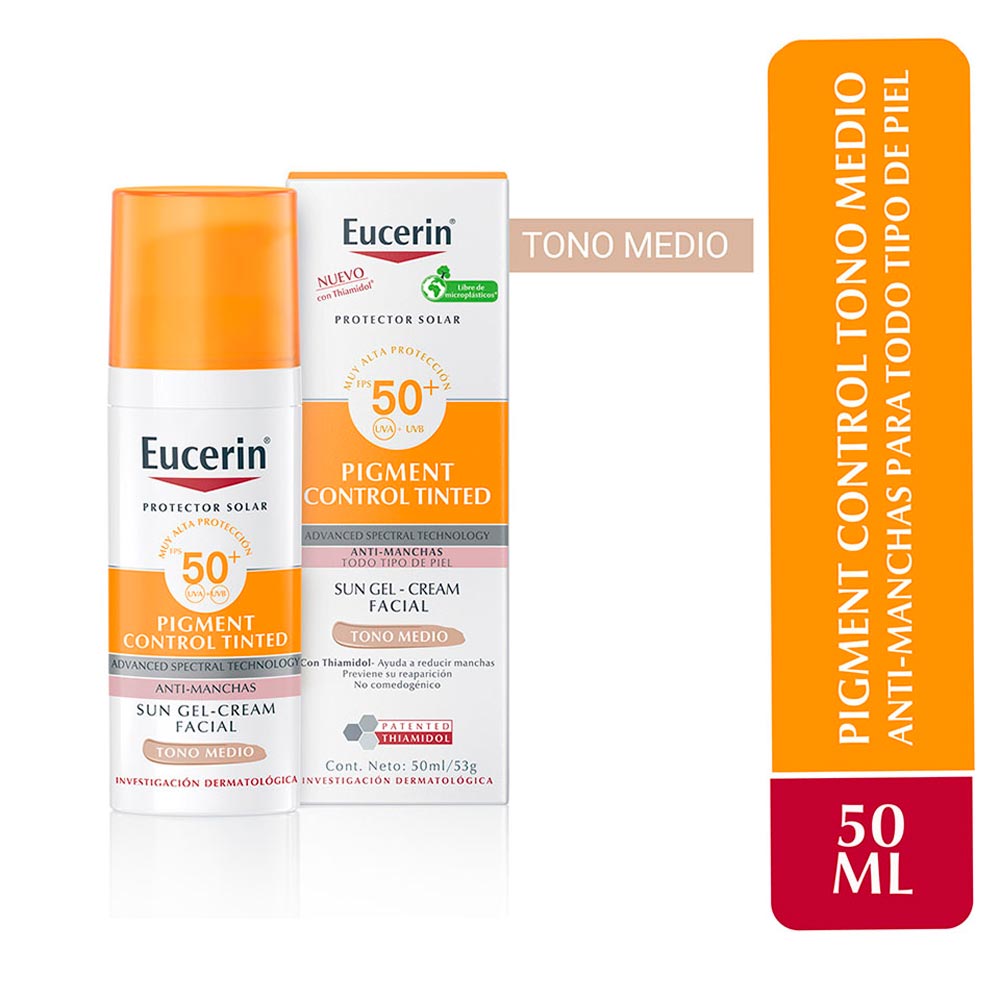 Eucerin®
PROTECTOR SOLAR
MUY ALTA PROTECCIÓN
FPS 50+
UVA + UVB
PIGMENT
CONTROL TINTED
ADVANCED SPECTRAL TECHNOLOGY
ANTI-MANCHAS
SUN GEL-CREAM
FACIAL
TONO MEDIO
INVESTIGACIÓN DERMATOLÓGICA
Eucerin®
NUEVO
con Thiamidol®
Libre de
microplásticos*
PROTECTOR SOLAR
MUY ALTA PROTECCIÓN
FPS 50+
UVA + UVB
PIGMENT
CONTROL TINTED
ADVANCED SPECTRAL TECHNOLOGY
ANTI-MANCHAS
TODO TIPO DE PIEL
SUN GEL - CREAM
FACIAL
TONO MEDIO
Con Thiamidol- Ayuda a reducir manchas
Previene su reaparición
No comedogénico
PATENTED
THIAMIDOL
Cont. Neto: 50ml/53g
INVESTIGACIÓN DERMATOLÓGICA
TONO MEDIO
PIGMENT CONTROL TONO MEDIO
ANTI-MANCHAS PARA TODO TIPO DE PIEL
50
ML